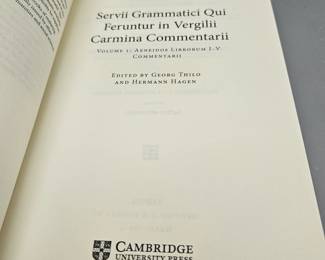 Servii Grammatici Qui
Feruntur in Vergilii
Carmina Commentarii
Volume 1: Aeneidos Librorum I–V
Commentarii
Edited by Georg Thilo
and Hermann Hagen
CAMBRIDGE
UNIVERSITY PRESS